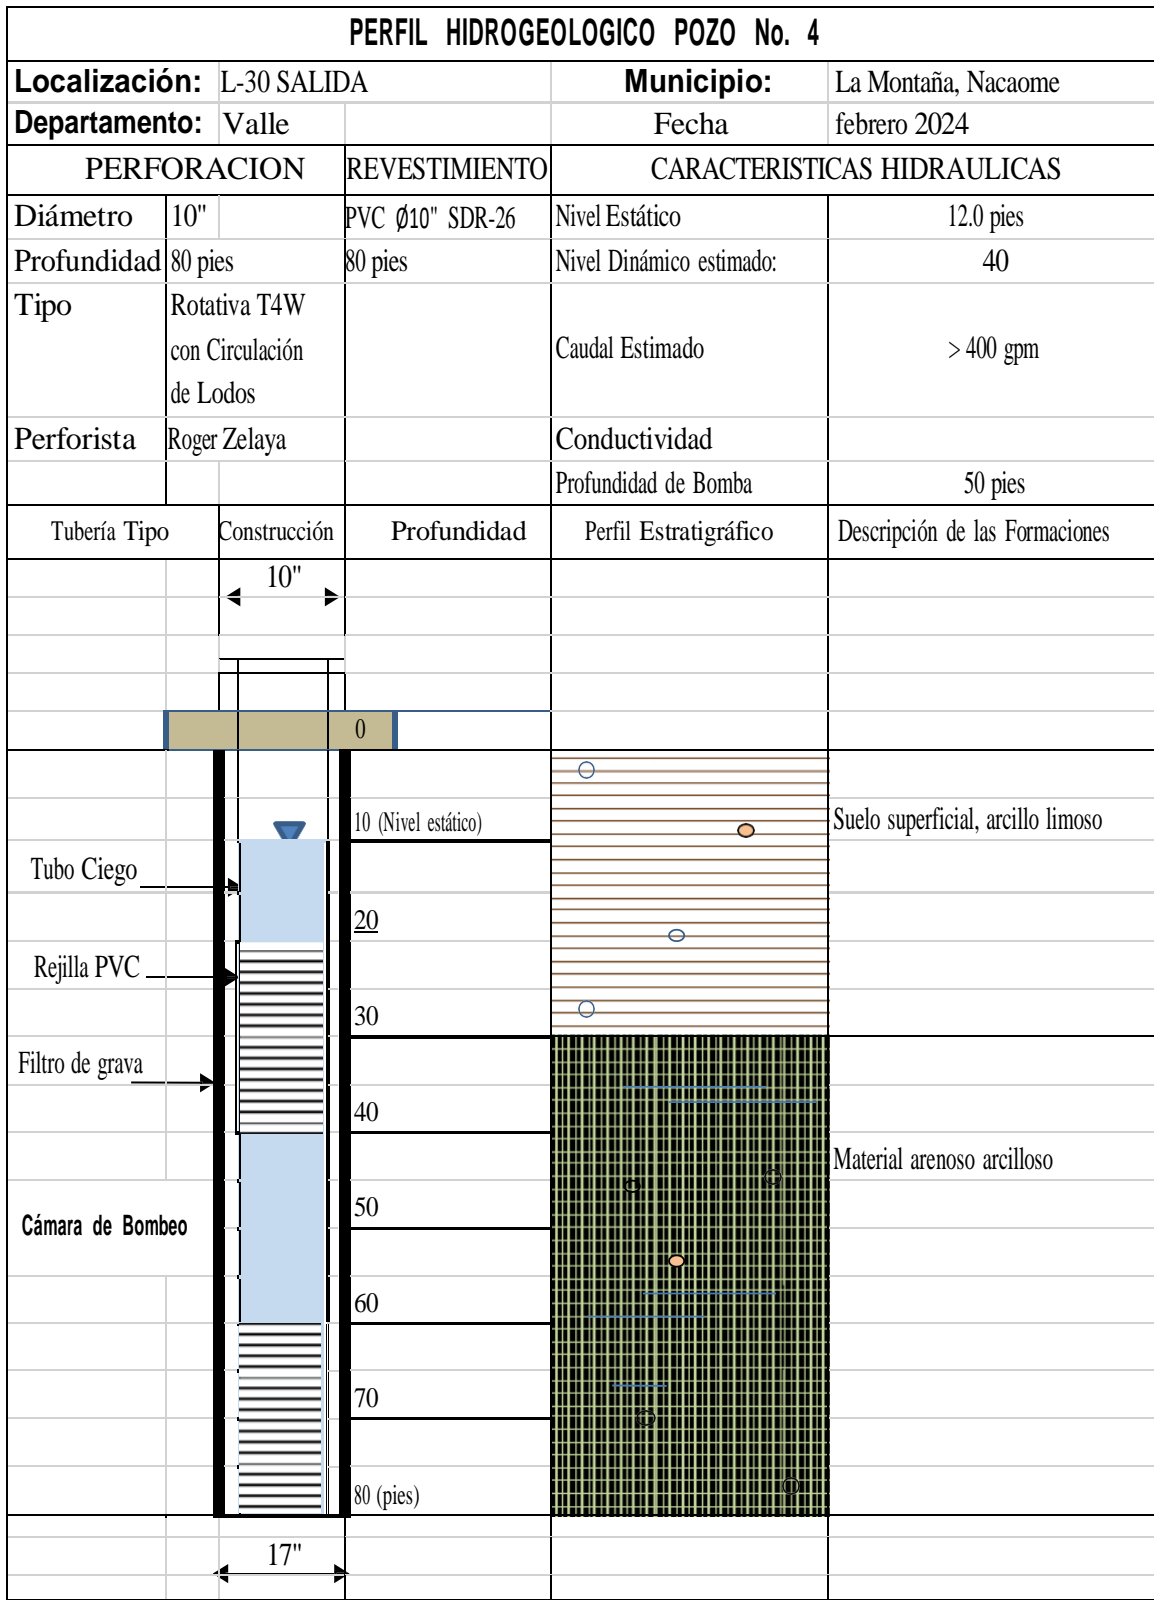 PERFIL HIDROGEOLOGICO POZO No. 4
Localización: L-30 SALIDA Municipio: La Montaña, Nacaome
Departamento: Valle Fecha febrero 2024
PERFORACION REVESTIMIENTO CARACTERISTICAS HIDRAULICAS
Diámetro 10" PVC Ø10" SDR-26 Nivel Estático 12.0 pies
Profundidad 80 pies 80 pies Nivel Dinámico estimado: 40
Tipo Rotativa T4W
con Circulación Caudal Estimado > 400 gpm
de Lodos
Perforista Roger Zelaya Conductividad
Profundidad de Bomba 50 pies
Tubería Tipo Construcción Profundidad Perfil Estratigráfico Descripción de las Formaciones
10"
0
10 (Nivel estático) Suelo superficial, arcillo limoso
Tubo Ciego
20
Rejilla PVC
30
Filtro de grava
40
Material arenoso arcilloso
50
Cámara de Bombeo
60
70
80 (pies)
17"